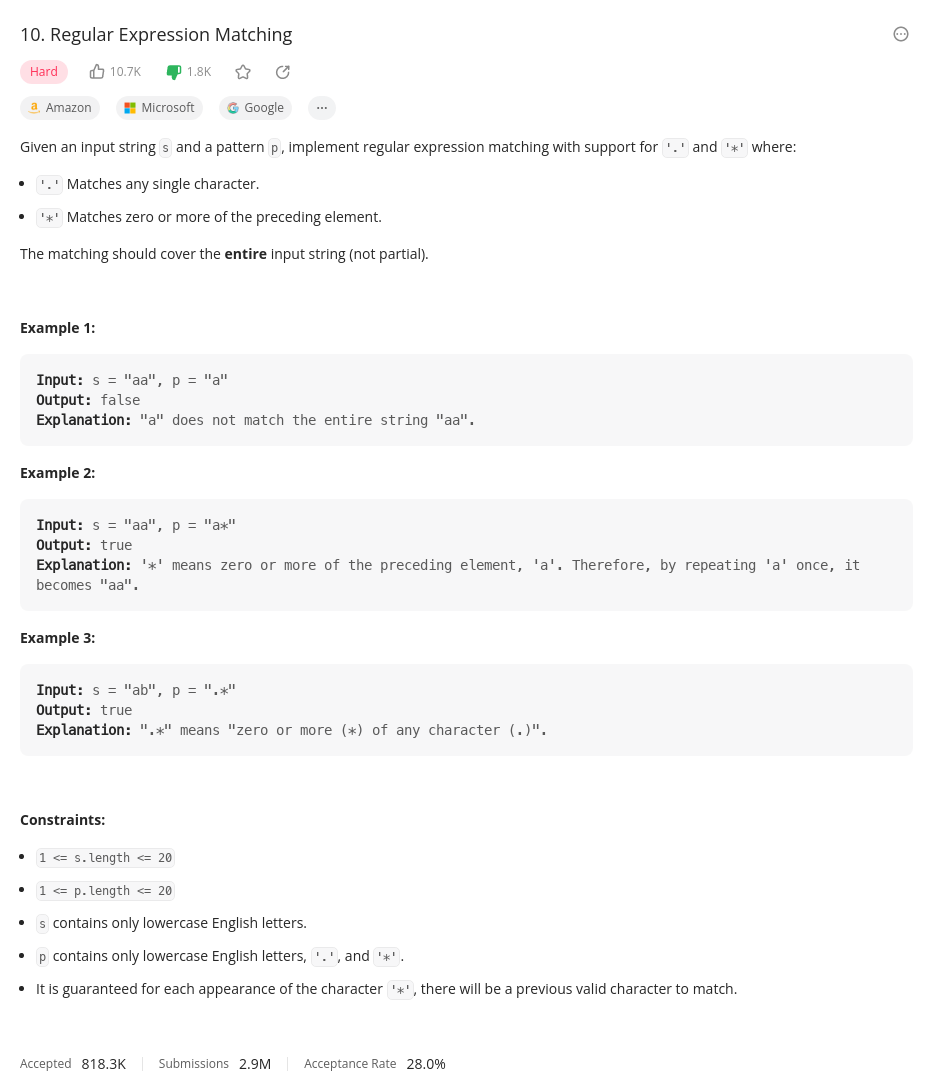 10. Regular Expression Matching
Hard 10.7K 1.8K
Amazon Microsoft Google ...
Given an input string s and a pattern p, implement regular expression matching with support for '.' and '*' where:
• '.' Matches any single character.
• '*' Matches zero or more of the preceding element.
The matching should cover the entire input string (not partial).
Example 1:
Input: s = "aa", p = "a"
Output: false
Explanation: "a" does not match the entire string "aa".
Example 2:
Input: s = "aa", p = "a*"
Output: true
Explanation: '*' means zero or more of the preceding element, 'a'. Therefore, by repeating 'a' once, it
becomes "aa".
Example 3:
Input: s = "ab", p = ".*"
Output: true
Explanation: ".*" means "zero or more (*) of any character (.)".
Constraints:
• 1 <= s.length <= 20
• 1 <= p.length <= 20
• s contains only lowercase English letters.
• p contains only lowercase English letters, '.', and '*'.
• It is guaranteed for each appearance of the character '*', there will be a previous valid character to match.
Accepted 818.3K Submissions 2.9M Acceptance Rate 28.0%